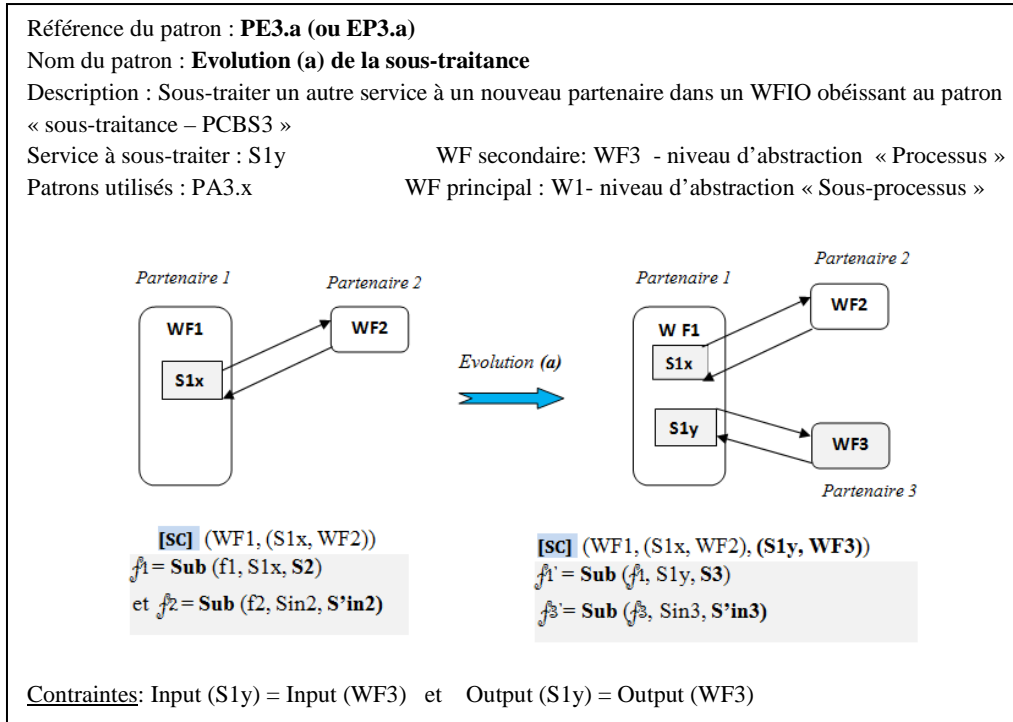 Référence du patron : PE3.a (ou EP3.a)
Nom du patron : Evolution (a) de la sous-traitance
Description : Sous-traiter un autre service à un nouveau partenaire dans un WFIO obéissant au patron
« sous-traitance – PCBS3 »
Service à sous-traiter : S1y WF secondaire: WF3 - niveau d'abstraction « Processus »
Patrons utilisés : PA3.x WF principal : W1- niveau d'abstraction « Sous-processus »
Partenaire 1
Partenaire 2
WF1
WF2
S1x
Evolution (a)
Partenaire 1
Partenaire 2
W F1
WF2
S1x
S1y
WF3
Partenaire 3
[SC] (WF1, (S1x, WF2))
f1= Sub (f1, S1x, S2)
et f2= Sub (f2, Sin2, S'in2)
[SC] (WF1, (S1x, WF2), (S1y, WF3))
f1'= Sub (f1, S1y, S3)
f3'= Sub (f3, Sin3, S'in3)
Contraintes: Input (S1y) = Input (WF3) et Output (S1y) = Output (WF3)